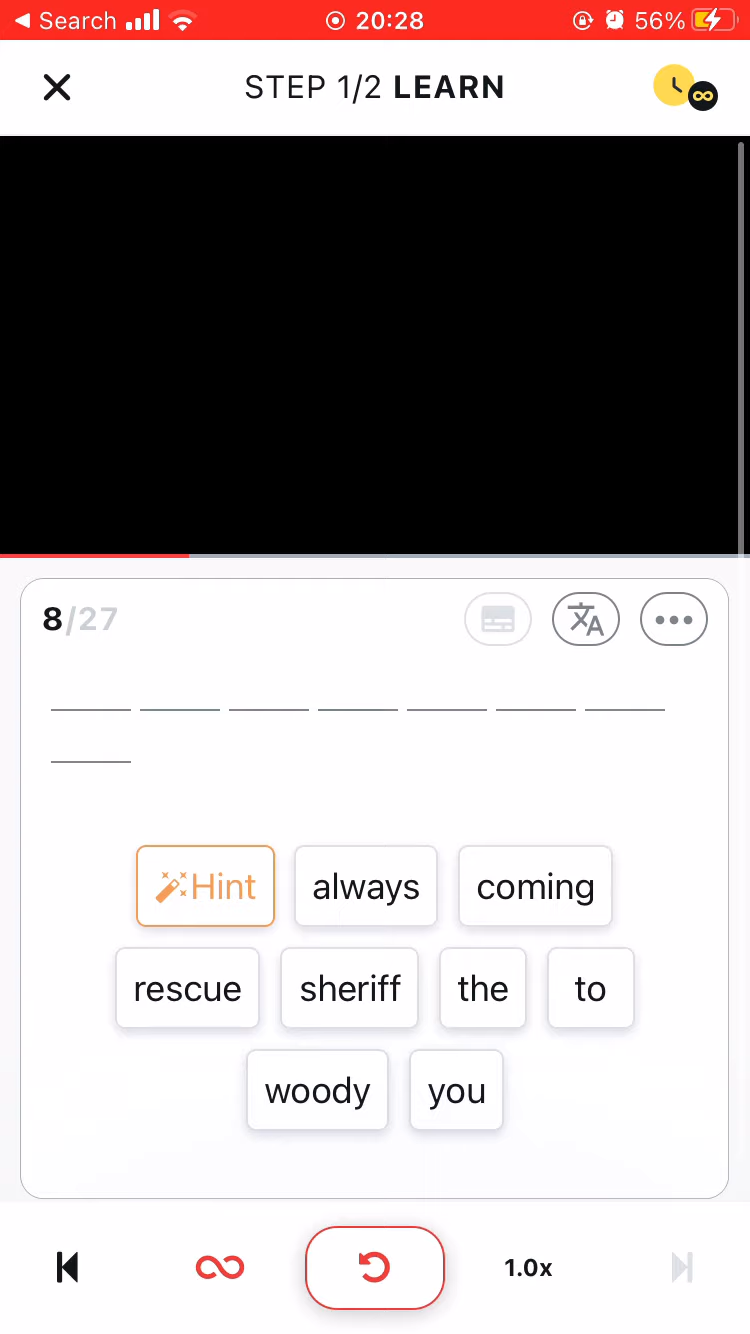 Search 20:28 56%
STEP 1/2 LEARN
8/27
Hint always coming
rescue sheriff the to
woody you
1.0x